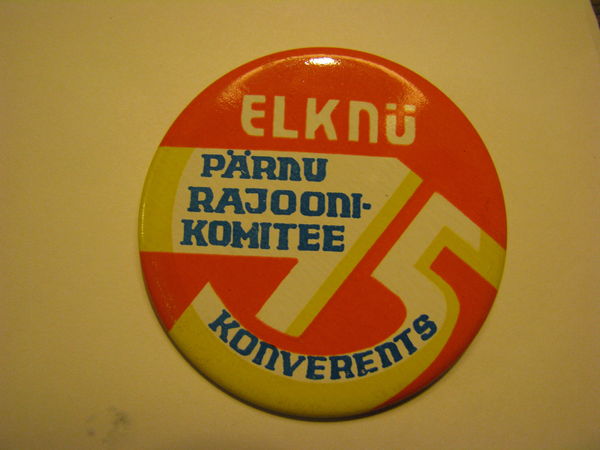 ELKNÜ
PÄRNU
RAJOONI-
KOMITEE
KONVERENTS